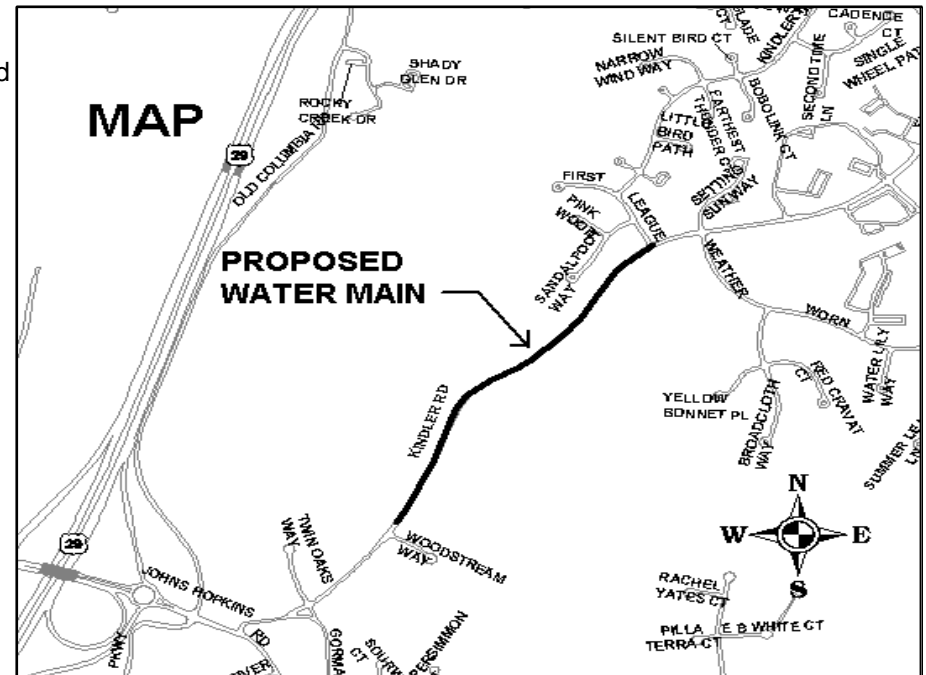 d
MAP
29
OLD COLUMBIA
ROCKY
CREEK DR
SHADY
GLEN DR
SILENT BIRD CT
KINDLER
CADENCE
CT
NARROW
WIND WAY
SECOND TIME
LN
SINGLE
WHEEL
BOBOLINK CT
FARTHEST
THUNDER CT
LITTLE
BIRD
PATH
SETTING
SUN WAY
FIRST
LEAGUE
PINK
SANDALFOOT
WAY
PROPOSED
WATER MAIN
WEATHER
WORN
WATER LILY
WAY
RED CRAVAT
CT
YELLOW
BONNET PL
BROADCLOTH
WAY
SUMMER
LN
KINDLER RD
N
W
E
S
29
TWIN OAKS
WAY
WOODSTREAM
WAY
JOHNS HOPKINS
RD
PKWY
GORMA
CT
PERSIMMON
RACHEL
YATES CT
E B WHITE CT
PILLA
TERRA CT